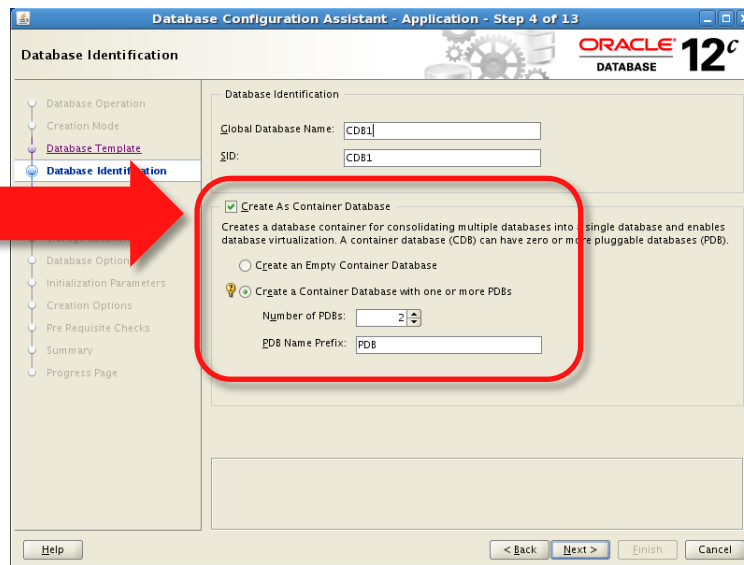 Database Configuration Assistant - Application - Step 4 of 13
Database Identification
ORACLE
DATABASE
12c
Database Operation
Creation Mode
Database Template
Database Identification
Database Option
Initialization Parameters
Creation Options
Pre Requisite Checks
Summary
Progress Page
Database Identification
Global Database Name: CDB1
SID: CDB1
Create As Container Database
Creates a database container for consolidating multiple databases into a single database and enables
database virtualization. A container database (CDB) can have zero or more pluggable databases (PDB).
Create an Empty Container Database
Create a Container Database with one or more PDBs
Number of PDBs: 2
PDB Name Prefix: PDB
Help
< Back
Next >
Finish
Cancel